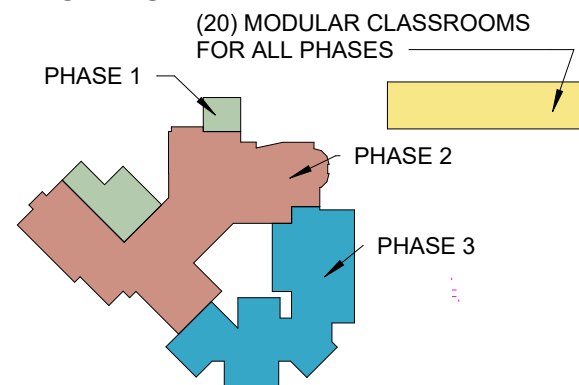 (20) MODULAR CLASSROOMS
FOR ALL PHASES
PHASE 1
PHASE 2
PHASE 3